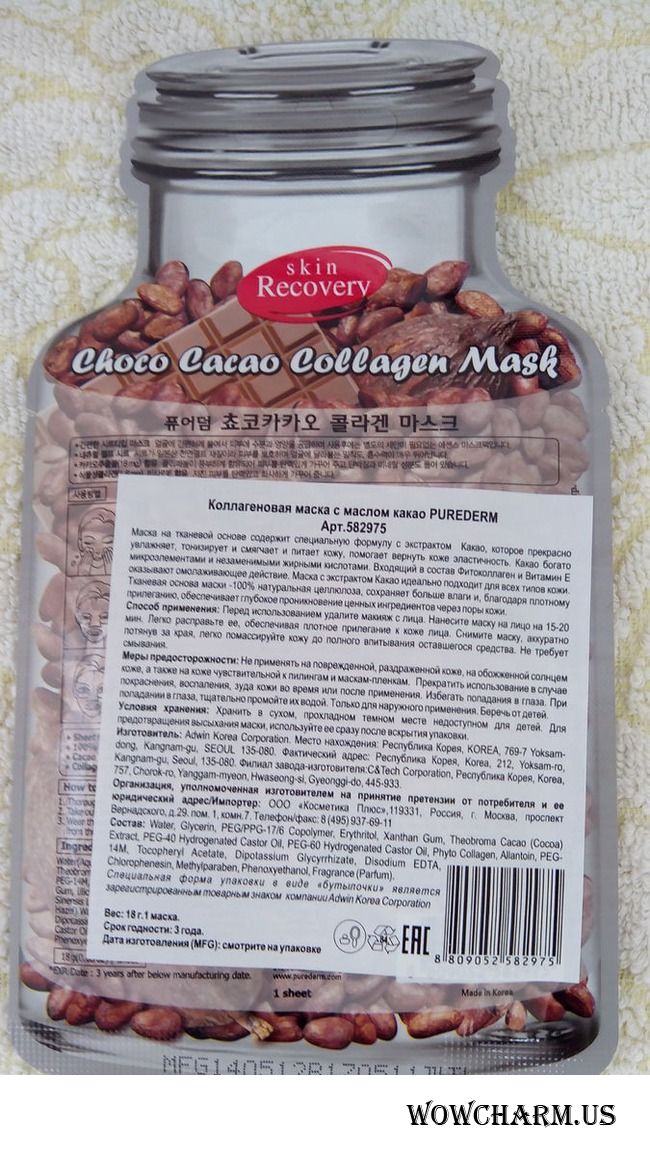 skin
Recovery
Choco Cacao Collagen Mask
퓨어덤 쵸코카카오 콜라겐 마스크
사용방법
Коллагеновая маска с маслом какао PUREDERM
Арт.582975
Маска на тканевой основе содержит специальную формулу с экстрактом Какао, которое прекрасно
увлажняет, тонизирует и смягчает и питает кожу, помогает вернуть коже эластичность. Какао богато
микроэлементами и незаменимыми жирными кислотами. Входящий в состав Фитоколлаген и Витамин Е
оказывают омолаживающее действие. Маска с экстрактом Какао идеально подходит для всех типов кожи.
Тканевая основа маски -100% натуральная целлюлоза, сохраняет больше влаги и, благодаря плотному
прилеганию, обеспечивает глубокое проникновение ценных ингредиентов через поры кожи.
Способ применения: Перед использованием удалите макияж с лица. Нанесите маску на лицо на 15-20
мин. Легко расправьте ее, обеспечивая плотное прилегание к коже лица. Снимите маску, аккуратно
потянув за края, легко помассируйте кожу до полного впитывания оставшегося средства. Не требует
смывания.
Меры предосторожности: Не применять на поврежденной, раздраженной коже, на обожженной солнцем
коже, а также на коже чувствительной к пилингам и маскам-пленкам. Прекратить использование в случае
покраснения, воспаления, зуда кожи во время или после применения. Избегать попадания в глаза. При
попадании в глаза, тщательно промойте их водой. Только для наружного применения. Беречь от детей.
Условия хранения: Хранить в сухом, прохладном темном месте недоступном для детей. Для
предотвращения высыхания маски, используйте ее сразу после вскрытия упаковки.
Изготовитель: Adwin Korea Corporation. Место нахождения: Республика Корея, KOREA, 769-7 Yoksam-
dong, Kangnam-gu, SEOUL 135-080. Фактический адрес: Республика Корея, Korea, 212, Yoksam-ro,
Kangnam-gu, Seoul, 135-080. Филиал завода-изготовителя:C&Tech Corporation, Республика Корея, Korea,
757, Chorok-ro, Yanggam-myeon, Hwaseong-si, Gyeonggi-do, 445-933.
Организация, уполномоченная изготовителем на принятие претензий от потребителя и ее
юридический адрес/Импортер: ООО «Косметика Плюс»,119331, Россия, г. Москва, проспект
Вернадского, д.29. пом. 1, комн.7. Телефон/факс: 8 (495) 937-69-11
Состав: Water, Glycerin, PEG/PPG-17/6 Copolymer, Erythritol, Xanthan Gum, Theobroma Cacao (Cocoa)
Extract, PEG-40 Hydrogenated Castor Oil, PEG-60 Hydrogenated Castor Oil, Phyto Collagen, Allantoin, PEG-
14M, Tocopheryl Acetate, Dipotassium Glycyrrhizate, Disodium EDTA,
Chlorophenesin, Methylparaben, Phenoxyethanol, Fragrance (Parfum).
Специальная форма упаковки в виде «бутылочки» является
зарегистрированным товарным знаком компании Adwin Korea Corporation
Вес: 18 г.1 маска.
Срок годности: 3 года.
Дата изготовления (MFG): смотрите на упаковке
EAC
8 809052 582975
*EXP.Date : 3 years after below manufacturing date.
www.purederm.com
1 sheet
Made in Korea
WOWCHARM.US